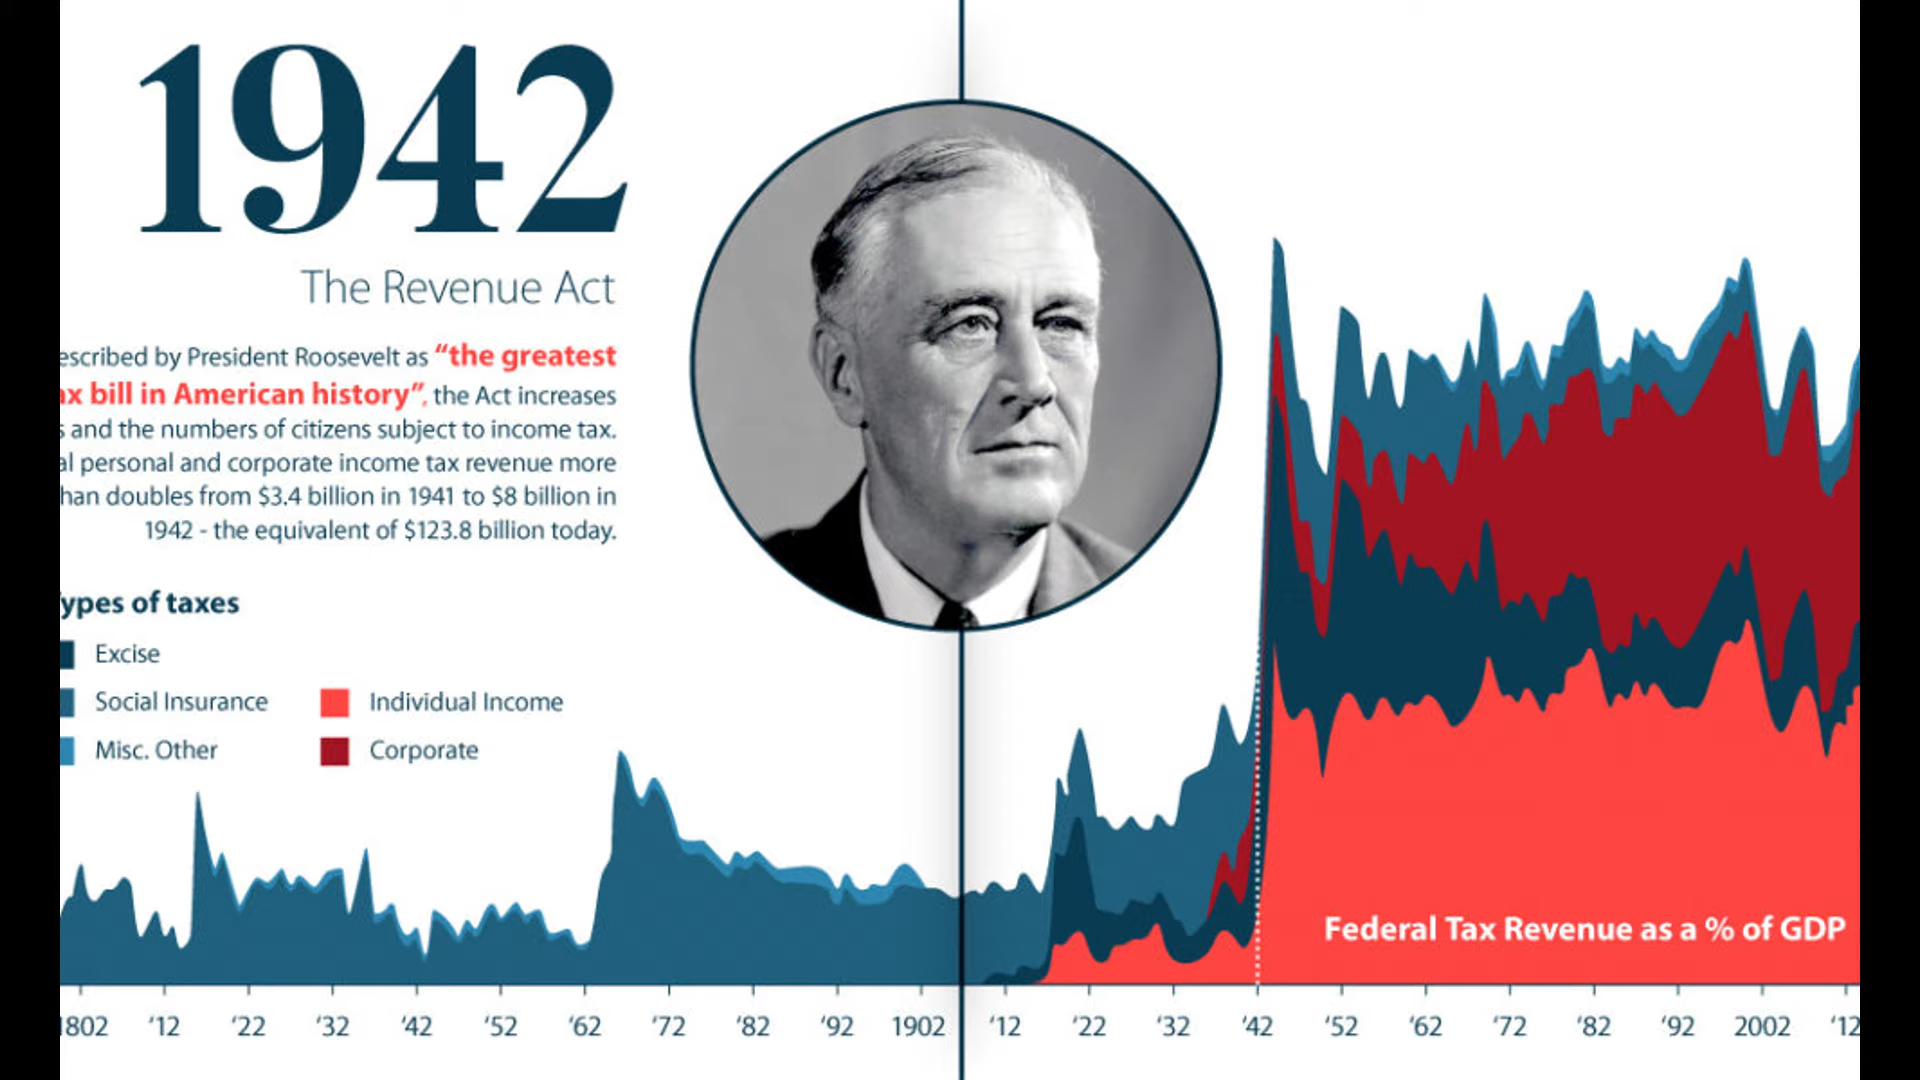 1942
The Revenue Act
escribed by President Roosevelt as “the greatest
ax bill in American history”, the Act increases
s and the numbers of citizens subject to income tax.
al personal and corporate income tax revenue more
han doubles from $3.4 billion in 1941 to $8 billion in
1942 - the equivalent of $123.8 billion today.
ypes of taxes
Excise
Social Insurance Individual Income
Misc. Other Corporate
Federal Tax Revenue as a % of GDP
1802 ‘12 ‘22 ‘32 ‘42 ‘52 ‘62 ‘72 ‘82 ‘92 1902 ‘12 ‘22 ‘32 ‘42 ‘52 ‘62 ‘72 ‘82 ‘92 2002 ‘12